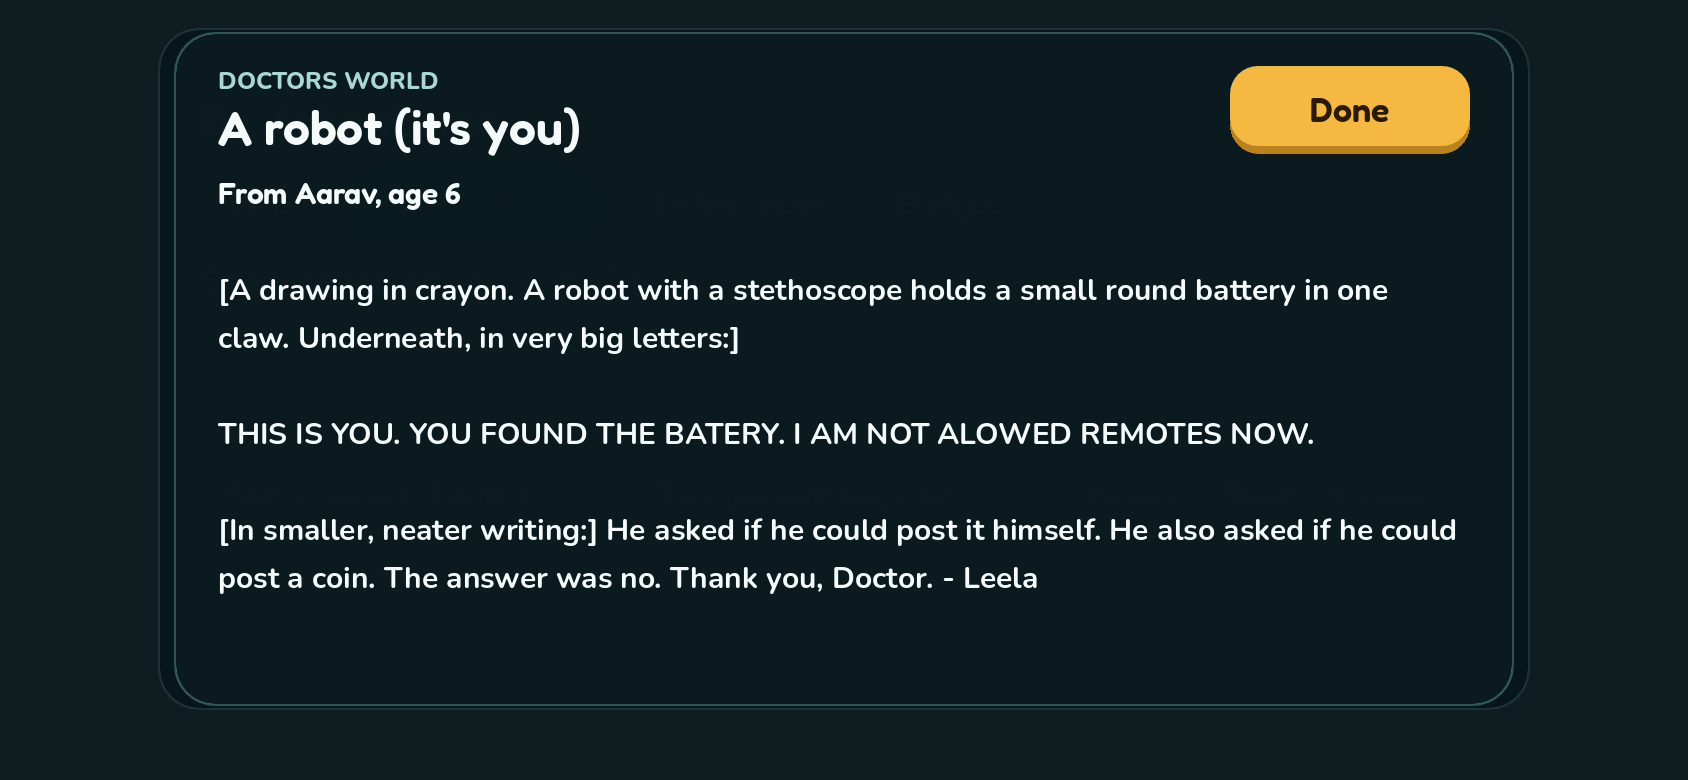 DOCTORS WORLD
A robot (it's you)
Done
From Aarav, age 6
[A drawing in crayon. A robot with a stethoscope holds a small round battery in one
claw. Underneath, in very big letters:]
THIS IS YOU. YOU FOUND THE BATERY. I AM NOT ALOWED REMOTES NOW.
[In smaller, neater writing:] He asked if he could post it himself. He also asked if he could
post a coin. The answer was no. Thank you, Doctor. - Leela